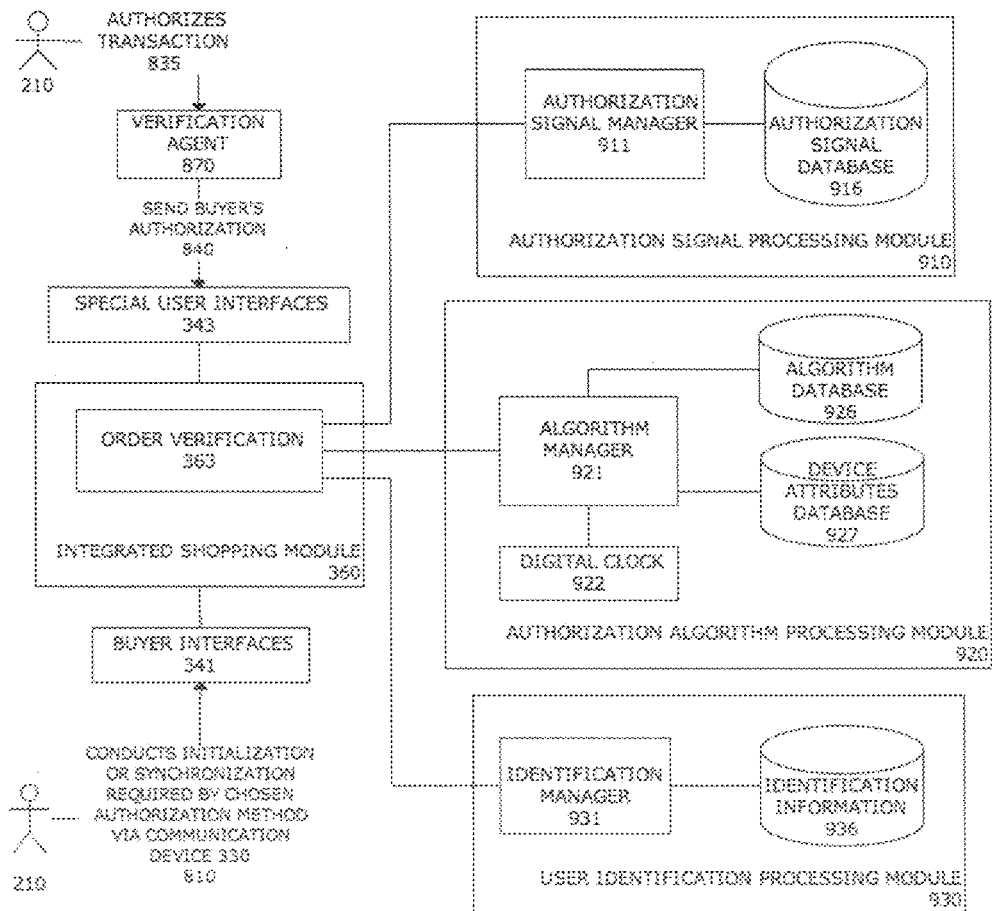 AUTHORIZES
TRANSACTION
835
210
VERIFICATION
AGENT
870
SEND BUYER'S
AUTHORIZATION
840
SPECIAL USER INTERFACES
343
ORDER VERIFICATION
363
INTEGRATED SHOPPING MODULE
360
BUYER INTERFACES
341
CONDUCTS INITIALIZATION
OR SYNCHRONIZATION
REQUIRED BY CHOSEN
AUTHORIZATION METHOD
VIA COMMUNICATION
DEVICE 330
810
210
AUTHORIZATION
SIGNAL MANAGER
911
AUTHORIZATION
SIGNAL
DATABASE
916
AUTHORIZATION SIGNAL PROCESSING MODULE
910
ALGORITHM
MANAGER
921
ALGORITHM
DATABASE
926
DEVICE
ATTRIBUTES
DATABASE
927
DIGITAL CLOCK
922
AUTHORIZATION ALGORITHM PROCESSING MODULE
920
IDENTIFICATION
MANAGER
931
IDENTIFICATION
INFORMATION
936
USER IDENTIFICATION PROCESSING MODULE
930